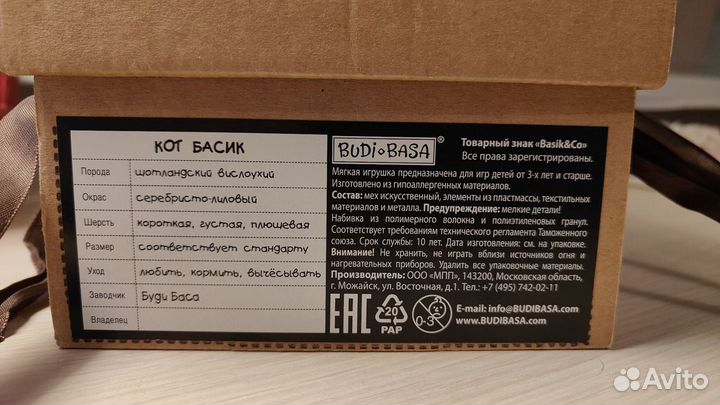 КОТ БАСИК
Порода шотландский вислоухий
Окрас серебристо-лиловый
Шерсть короткая, густая, плюшевая
Размер соответствует стандарту
Уход любить, кормить, вычёсывать
Заводчик Буди Баса
Владелец
BUDi BASA®
Товарный знак «Basik&Co»
Все права зарегистрированы.
Мягкая игрушка предназначена для игр детей от 3-х лет и старше.
Изготовлена из гипоаллергенных материалов.
Состав: мех искусственный, элементы из пластмассы, текстильных
материалов и металла. Предупреждение: мелкие детали!
Набивка из полимерного волокна и полиэтиленовых гранул.
Соответствует требованиям технического регламента Таможенного
союза. Срок службы: 10 лет. Дата изготовления: см. на упаковке.
Внимание! Не хранить, не играть вблизи источников огня и
нагревательных приборов. Удалить все упаковочные материалы.
Производитель: ООО «МПП», 143200, Московская область,
г. Можайск, ул. Восточная, д.1. Тел.: +7 (495) 742-02-11
EAC
20
PAP
0-3
E-mail: info@BUDIBASA.com
www.BUDIBASA.com
Avito